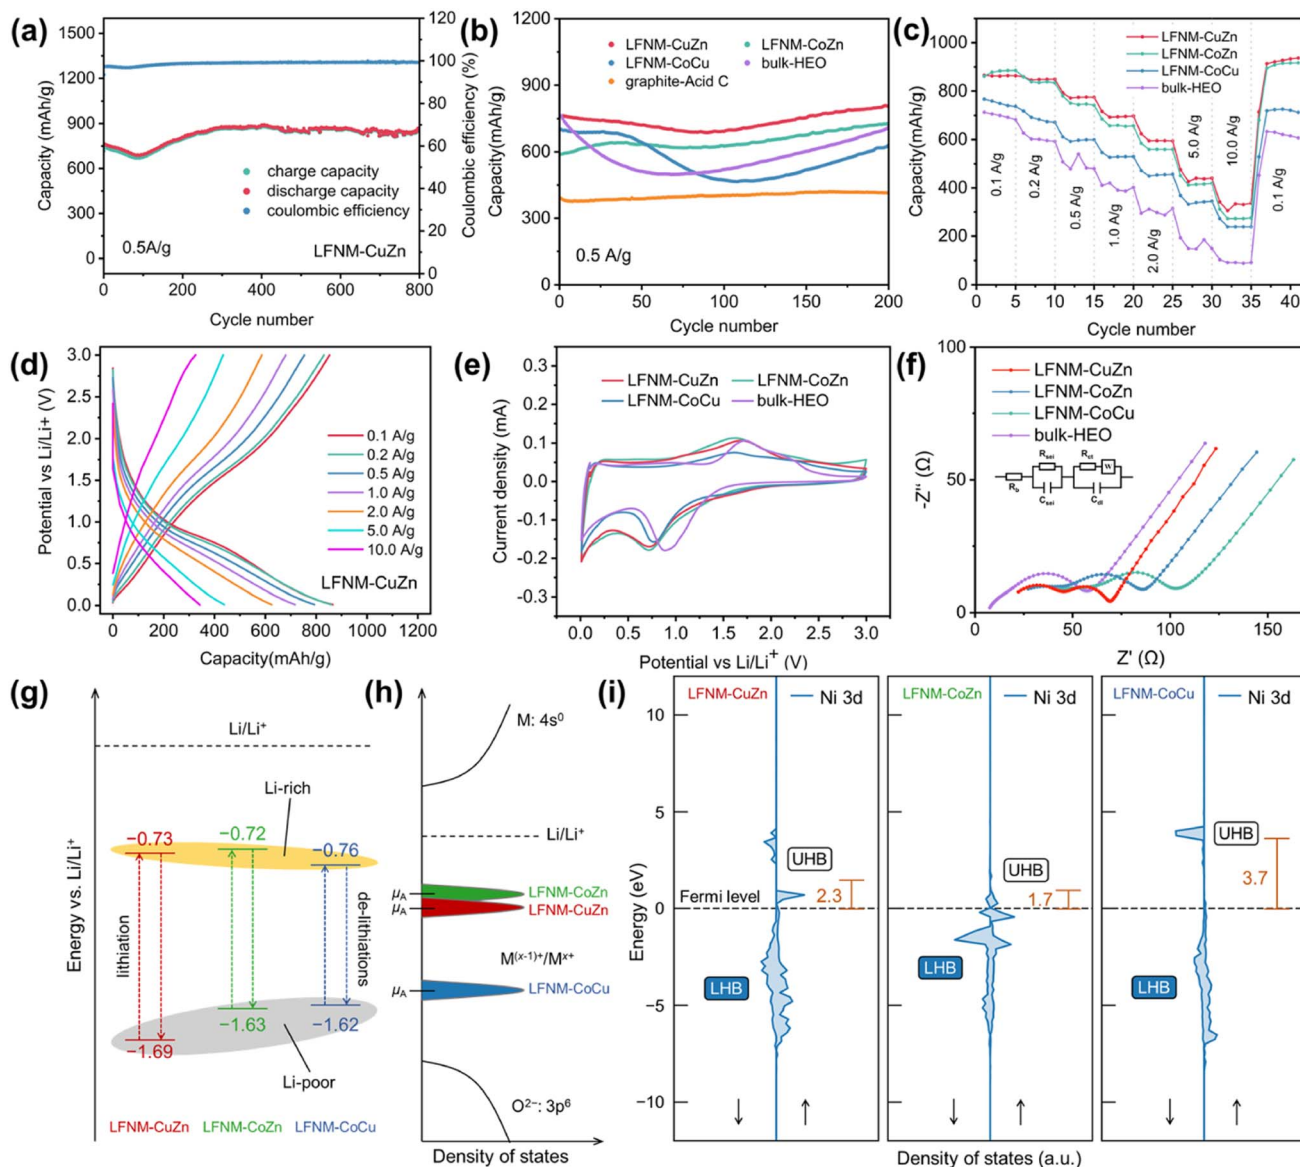 (a)
1500
1200
900
600
300
0
Capacity (mAh/g)
120
100
80
60
40
20
0
Coulombic efficiency (%)
charge capacity
discharge capacity
coulombic efficiency
0.5A/g
LFNM-CuZn
0
200
400
600
800
Cycle number
(b)
1200
900
600
300
0
Capacity(mAh/g)
LFNM-CuZn
LFNM-CoZn
LFNM-CoCu
bulk-HEO
graphite-Acid C
0.5 A/g
0
50
100
150
200
Cycle number
(c)
1000
800
600
400
200
0
Capacity(mAh/g)
LFNM-CuZn
LFNM-CoZn
LFNM-CoCu
bulk-HEO
0.1 A/g
0.2 A/g
0.5 A/g
1.0 A/g
2.0 A/g
5.0 A/g
10.0 A/g
0.1 A/g
0
5
10
15
20
25
30
35
40
Cycle number
(d)
3.0
2.5
2.0
1.5
1.0
0.5
0.0
Potential vs Li/Li+ (V)
0.1 A/g
0.2 A/g
0.5 A/g
1.0 A/g
2.0 A/g
5.0 A/g
10.0 A/g
LFNM-CuZn
0
200
400
600
800
1000
1200
Capacity(mAh/g)
(e)
0.3
0.2
0.1
0.0
-0.1
-0.2
-0.3
Current density (mA)
LFNM-CuZn
LFNM-CoZn
LFNM-CoCu
bulk-HEO
0.0
0.5
1.0
1.5
2.0
2.5
3.0
Potential vs Li/Li⁺ (V)
(f)
100
50
0
-Z'' (Ω)
LFNM-CuZn
LFNM-CoZn
LFNM-CoCu
bulk-HEO
R_b
R_sei
C_sei
R_ct
W
C_dl
0
50
100
150
Z' (Ω)
(g)
Energy vs. Li/Li⁺
Li/Li⁺
Li-rich
−0.73
−0.72
−0.76
lithiation
de-lithiations
−1.69
−1.63
−1.62
Li-poor
LFNM-CuZn
LFNM-CoZn
LFNM-CoCu
(h)
M: 4s⁰
Li/Li⁺
μ_A
LFNM-CoZn
μ_A
LFNM-CuZn
M⁽ˣ⁻¹⁾⁺/Mˣ⁺
μ_A
LFNM-CoCu
O²⁻: 3p⁶
Density of states
(i)
Energy (eV)
10
5
0
−5
−10
LFNM-CuZn
Ni 3d
UHB
2.3
Fermi level
LHB
LFNM-CoZn
Ni 3d
UHB
1.7
LHB
LFNM-CoCu
Ni 3d
UHB
3.7
LHB
Density of states (a.u.)